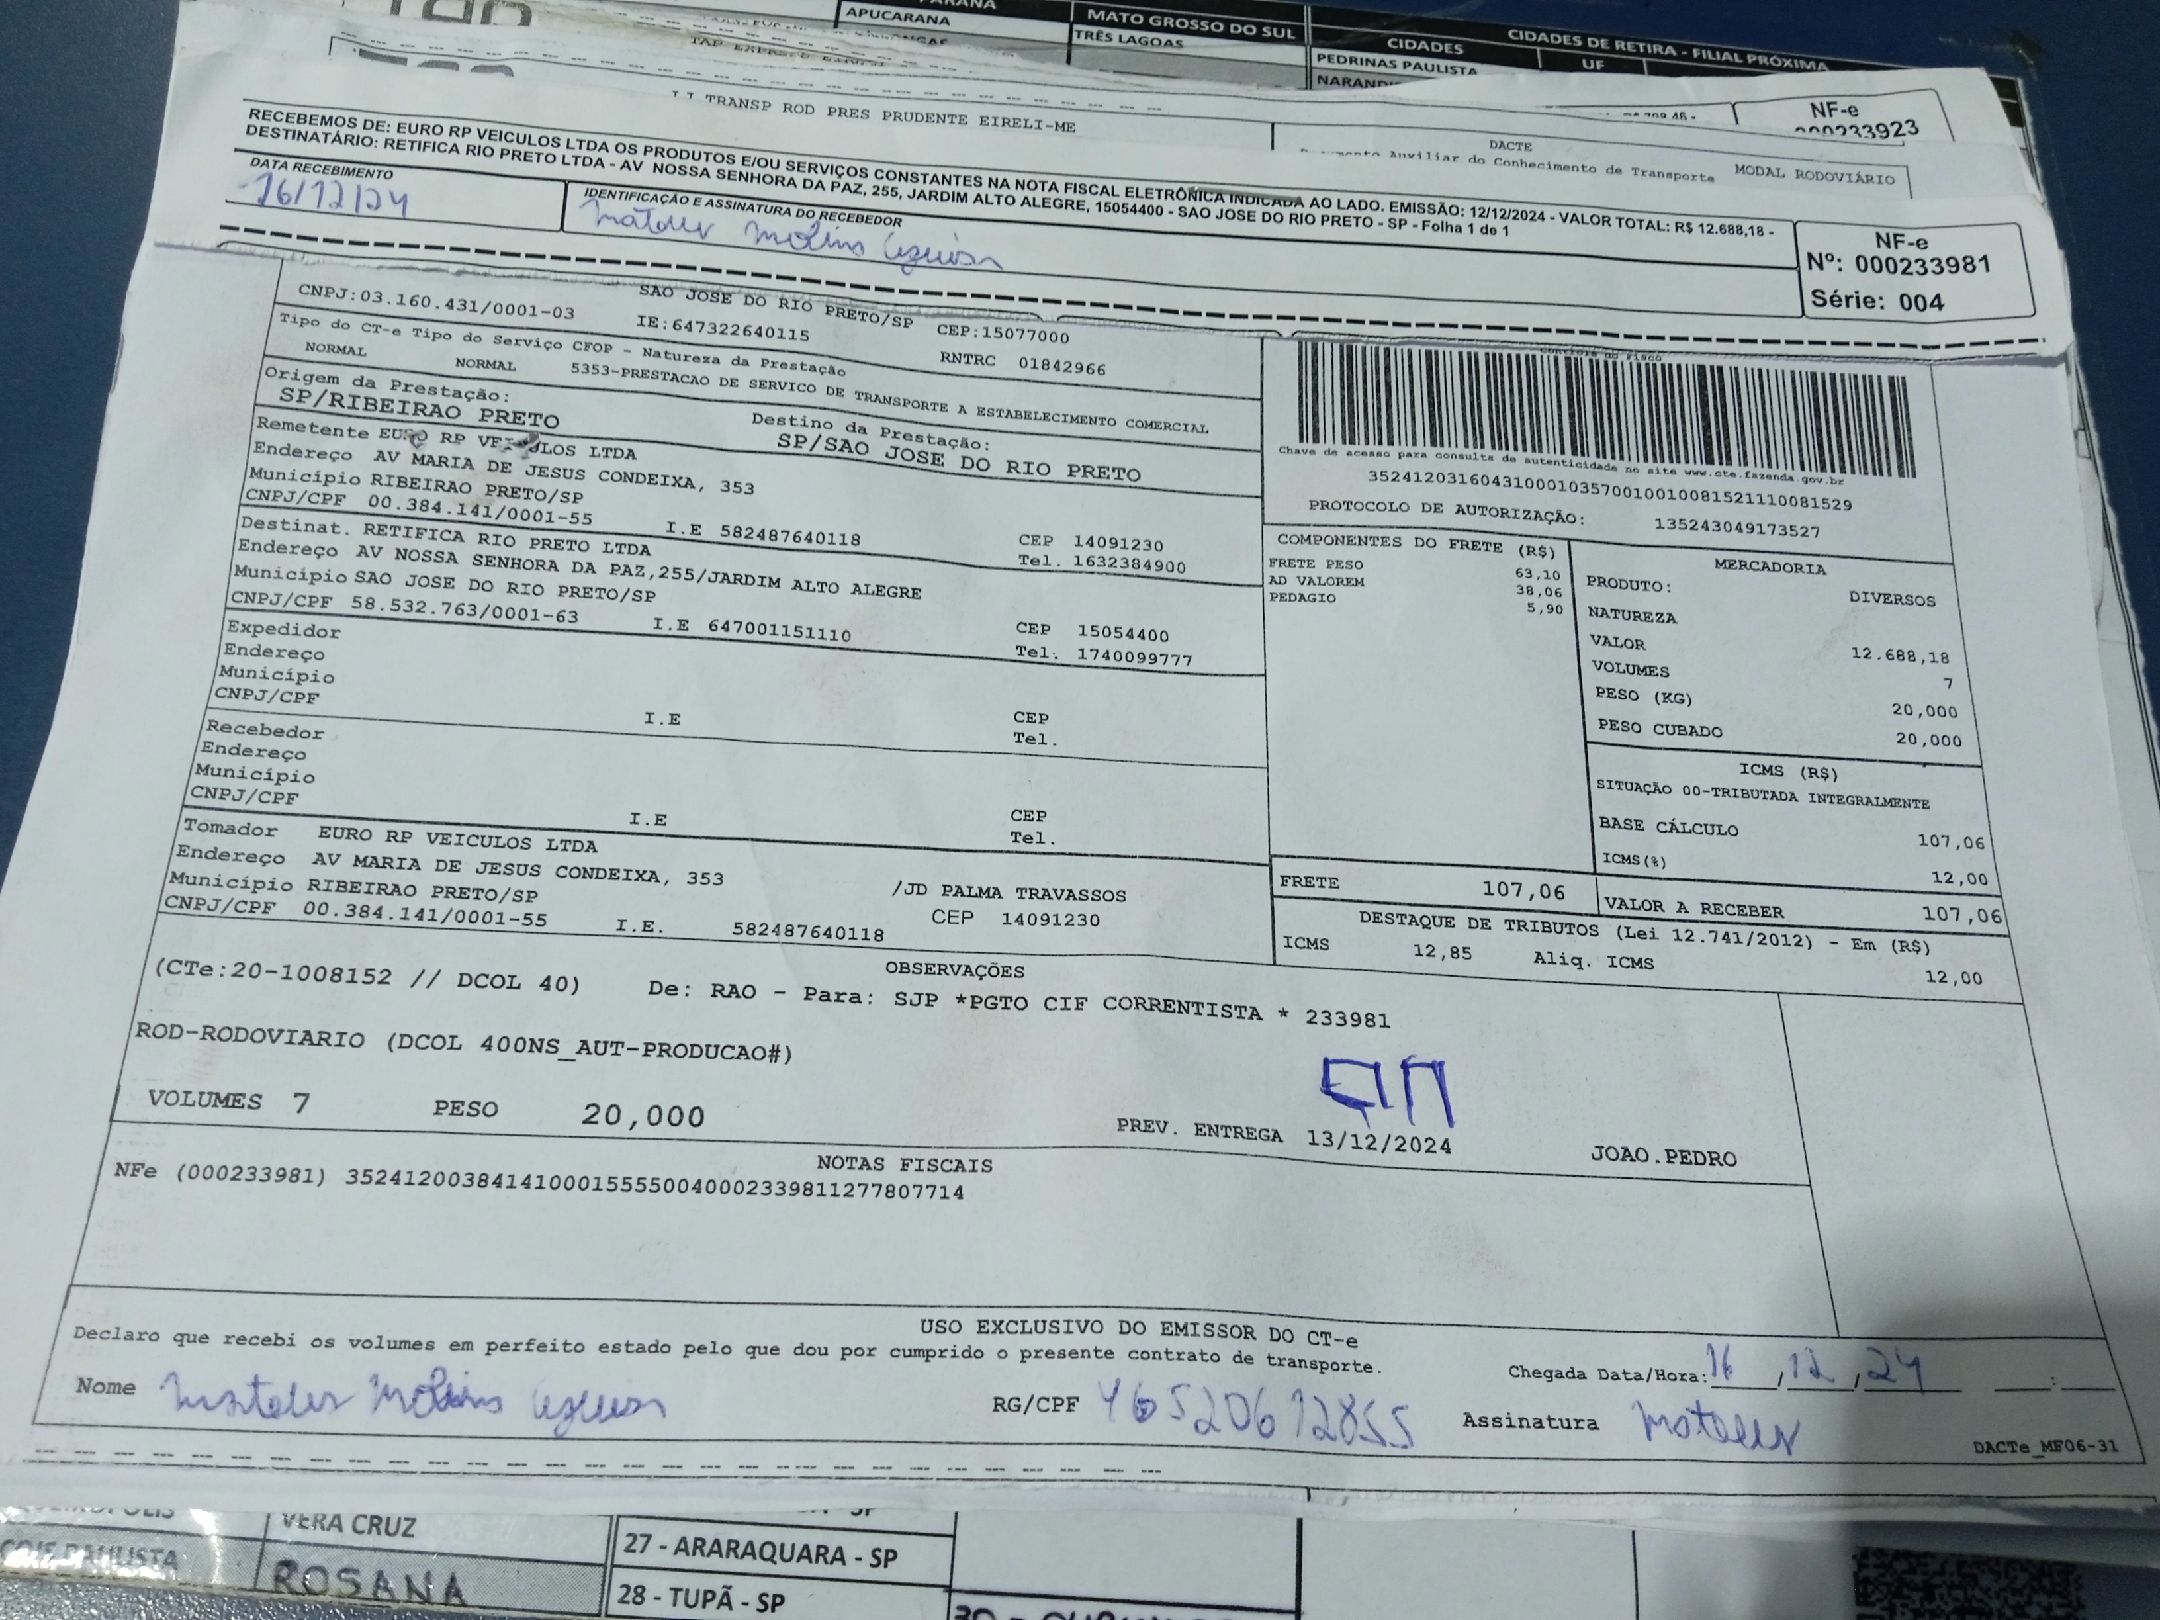 APUCARANA
MATO GROSSO DO SUL
TRÊS LAGOAS
CIDADES
CIDADES DE RETIRA - FILIAL PRÓXIMA
PEDRINAS PAULISTA
UF
NF-e
000233923
TRANSP ROD PRES PRUDENTE EIRELI-ME
DACTE
Auxiliar do Conhecimento de Transporte
MODAL RODOVIÁRIO
RECEBEMOS DE: EURO RP VEICULOS LTDA OS PRODUTOS E/OU SERVIÇOS CONSTANTES NA NOTA FISCAL ELETRÔNICA INDICADA AO LADO. EMISSÃO: 12/12/2024 - VALOR TOTAL: R$ 12.688,18 -
DESTINATÁRIO: RETIFICA RIO PRETO LTDA - AV NOSSA SENHORA DA PAZ, 255, JARDIM ALTO ALEGRE, 15054400 - SAO JOSE DO RIO PRETO - SP - Folha 1 de 1
DATA RECEBIMENTO
16/12/24
IDENTIFICAÇÃO E ASSINATURA DO RECEBEDOR
NF-e
Nº: 000233981
Série: 004
SAO JOSE DO RIO PRETO/SP CEP:15077000
CNPJ:03.160.431/0001-03 IE:647322640115 RNTRC 01842966
Tipo do CT-e Tipo do Serviço CFOP - Natureza da Prestação
NORMAL NORMAL 5353-PRESTACAO DE SERVICO DE TRANSPORTE A ESTABELECIMENTO COMERCIAL
Origem da Prestação: Destino da Prestação:
SP/RIBEIRAO PRETO SP/SAO JOSE DO RIO PRETO
Controle do Fisco
Chave de acesso para consulta de autenticidade no site www.cte.fazenda.gov.br
35241203160431000103570010010081521110081529
PROTOCOLO DE AUTORIZAÇÃO: 135243049173527
Remetente EURO RP VEICULOS LTDA
Endereço AV MARIA DE JESUS CONDEIXA, 353
Município RIBEIRAO PRETO/SP CEP 14091230
CNPJ/CPF 00.384.141/0001-55 I.E 582487640118 Tel. 1632384900
Destinat. RETIFICA RIO PRETO LTDA
Endereço AV NOSSA SENHORA DA PAZ,255/JARDIM ALTO ALEGRE
Município SAO JOSE DO RIO PRETO/SP CEP 15054400
CNPJ/CPF 58.532.763/0001-63 I.E 647001151110 Tel. 1740099777
Expedidor
Endereço
Município CEP
CNPJ/CPF I.E Tel.
Recebedor
Endereço
Município CEP
CNPJ/CPF I.E Tel.
Tomador EURO RP VEICULOS LTDA
Endereço AV MARIA DE JESUS CONDEIXA, 353 /JD PALMA TRAVASSOS
Município RIBEIRAO PRETO/SP CEP 14091230
CNPJ/CPF 00.384.141/0001-55 I.E. 582487640118
COMPONENTES DO FRETE (R$)
FRETE PESO 63,10
AD VALOREM 38,06
PEDAGIO 5,90
MERCADORIA
PRODUTO: DIVERSOS
NATUREZA
VALOR 12.688,18
VOLUMES 7
PESO (KG) 20,000
PESO CUBADO 20,000
ICMS (R$)
SITUAÇÃO 00-TRIBUTADA INTEGRALMENTE
BASE CÁLCULO 107,06
ICMS(%) 12,00
FRETE 107,06 VALOR A RECEBER 107,06
DESTAQUE DE TRIBUTOS (Lei 12.741/2012) - Em (R$)
ICMS 12,85 Aliq. ICMS 12,00
OBSERVAÇÕES
(CTe:20-1008152 // DCOL 40) De: RAO - Para: SJP *PGTO CIF CORRENTISTA * 233981
ROD-RODOVIARIO (DCOL 400NS_AUT-PRODUCAO#)
VOLUMES 7 PESO 20,000 PREV. ENTREGA 13/12/2024 JOAO.PEDRO
NOTAS FISCAIS
NFe (000233981) 35241200384141000155550040002339811277807714
USO EXCLUSIVO DO EMISSOR DO CT-e
Declaro que recebi os volumes em perfeito estado pelo que dou por cumprido o presente contrato de transporte.
Chegada Data/Hora: 16 , 12 , 24 :
Nome
RG/CPF 46520612855 Assinatura
DACTe_MF06-31
VERA CRUZ
ROSANA
27 - ARARAQUARA - SP
28 - TUPÃ - SP